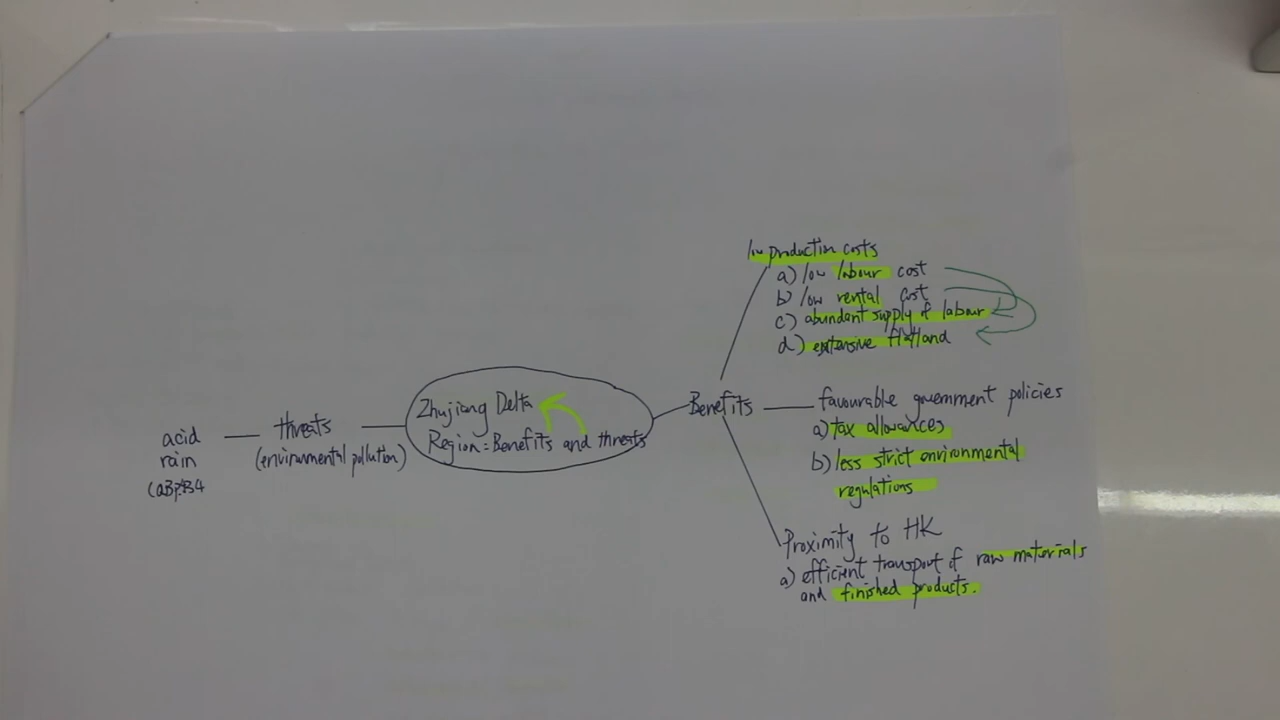 low production costs
a) low labour cost
b) low rental cost
c) abundant supply of labour
d) extensive flatland
Zhujiang Delta
Region: Benefits and threats
Benefits
favourable government policies
a) tax allowances
b) less strict environmental
regulations
Proximity to HK
a) efficient transport of raw materials
and finished products.
threats
(environmental pollution)
acid
rain